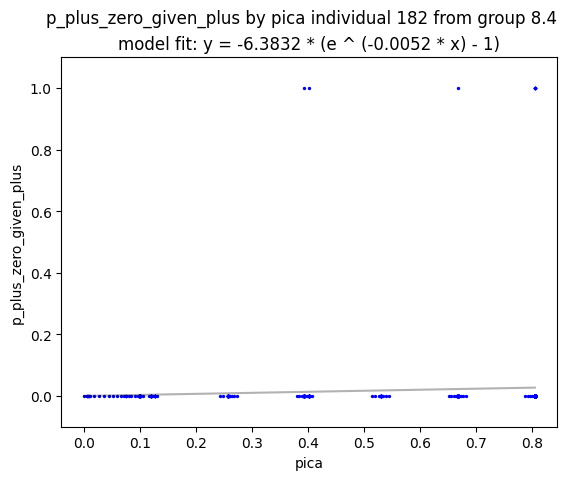 p_plus_zero_given_plus by pica individual 182 from group 8.4
model fit: y = -6.3832 * (e ^ (-0.0052 * x) - 1)
p_plus_zero_given_plus
1.0
0.8
0.6
0.4
0.2
0.0
0.0 0.1 0.2 0.3 0.4 0.5 0.6 0.7 0.8
pica